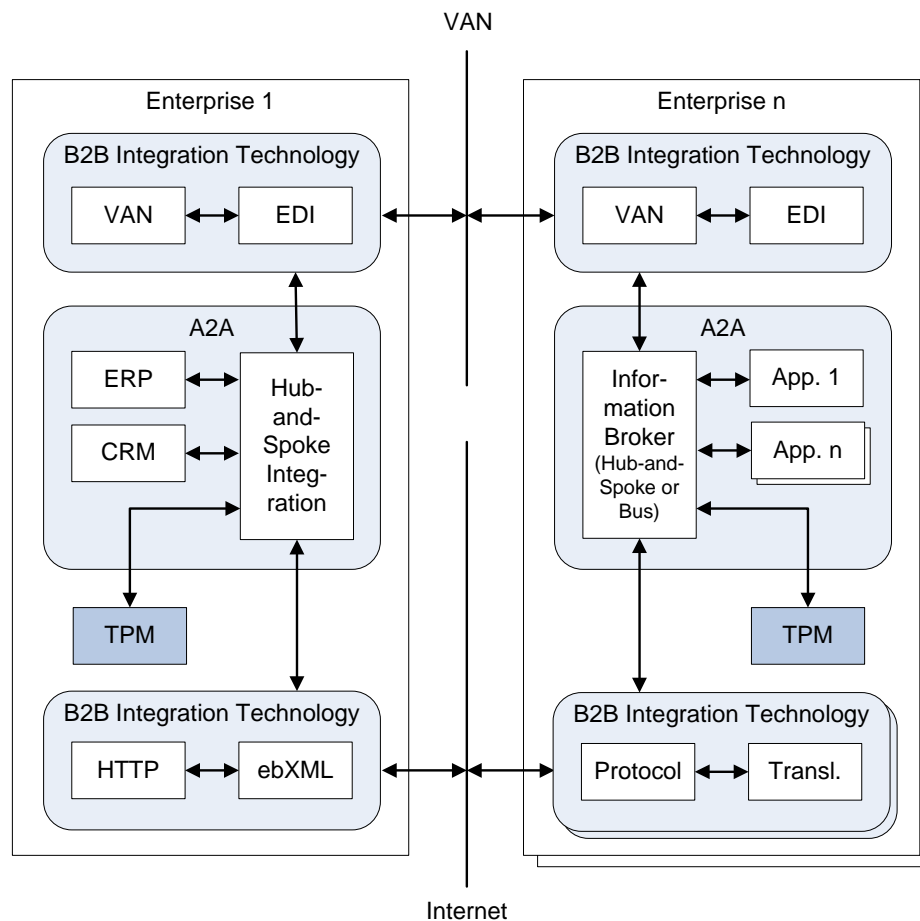 VAN
Enterprise 1
B2B Integration Technology
VAN
EDI
A2A
ERP
CRM
Hub-
and-
Spoke
Integ-
ration
TPM
B2B Integration Technology
HTTP
ebXML
Enterprise n
B2B Integration Technology
VAN
EDI
A2A
Infor-
mation
Broker
(Hub-and-
Spoke or
Bus)
App. 1
App. n
TPM
B2B Integration Technology
Protocol
Transl.
Internet